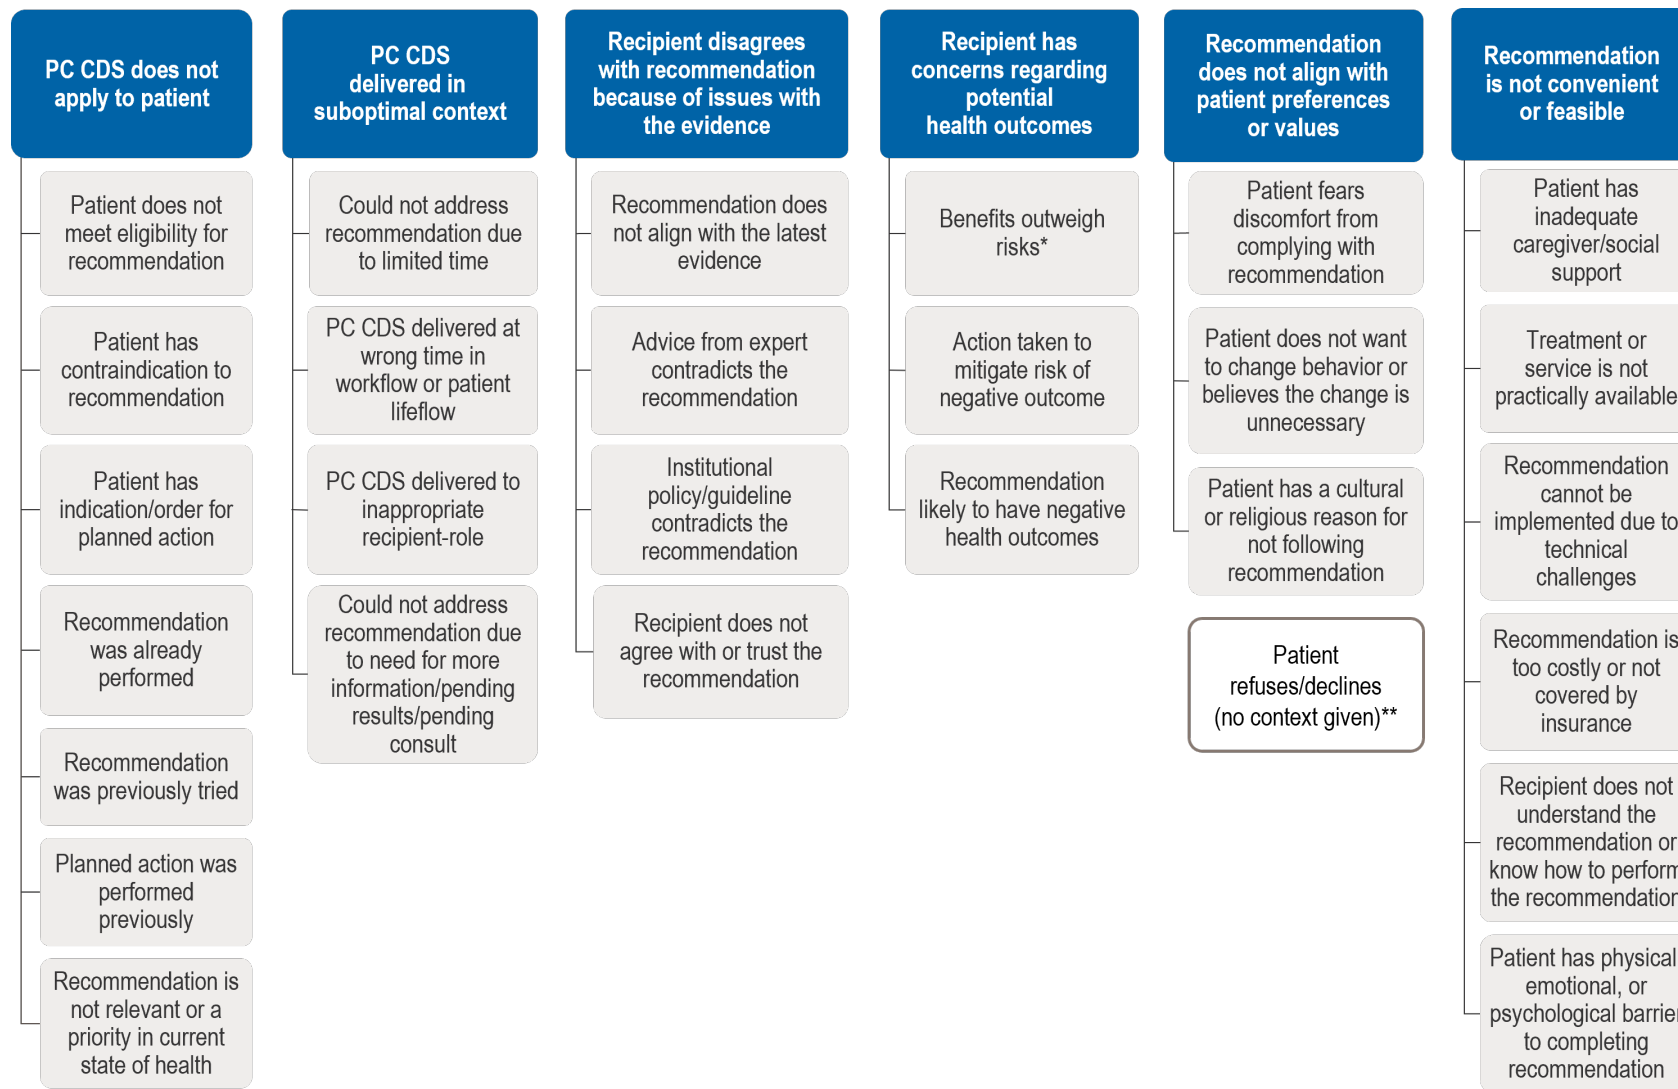 PC CDS does not
apply to patient
Patient does not
meet eligibility for
recommendation
Patient has
contraindication to
recommendation
Patient has
indication/order for
planned action
Recommendation
was already
performed
Recommendation
was previously tried
Planned action was
performed
previously
Recommendation is
not relevant or a
priority in current
state of health
PC CDS
delivered in
suboptimal context
Could not address
recommendation due
to limited time
PC CDS delivered at
wrong time in
workflow or patient
lifeflow
PC CDS delivered to
inappropriate
recipient-role
Could not address
recommendation due
to need for more
information/pending
results/pending
consult
Recipient disagrees
with recommendation
because of issues with
the evidence
Recommendation does
not align with the latest
evidence
Advice from expert
contradicts the
recommendation
Institutional
policy/guideline
contradicts the
recommendation
Recipient does not
agree with or trust the
recommendation
Recipient has
concerns regarding
potential
health outcomes
Benefits outweigh
risks*
Action taken to
mitigate risk of
negative outcome
Recommendation
likely to have negative
health outcomes
Recommendation
does not align with
patient preferences
or values
Patient fears
discomfort from
complying with
recommendation
Patient does not want
to change behavior or
believes the change is
unnecessary
Patient has a cultural
or religious reason for
not following
recommendation
Patient
refuses/declines
(no context given)**
Recommendation
is not convenient
or feasible
Patient has
inadequate
caregiver/social
support
Treatment or
service is not
practically available
Recommendation
cannot be
implemented due to
technical
challenges
Recommendation is
too costly or not
covered by
insurance
Recipient does not
understand the
recommendation or
know how to perform
the recommendation
Patient has physical
emotional, or
psychological barrier
to completing
recommendation